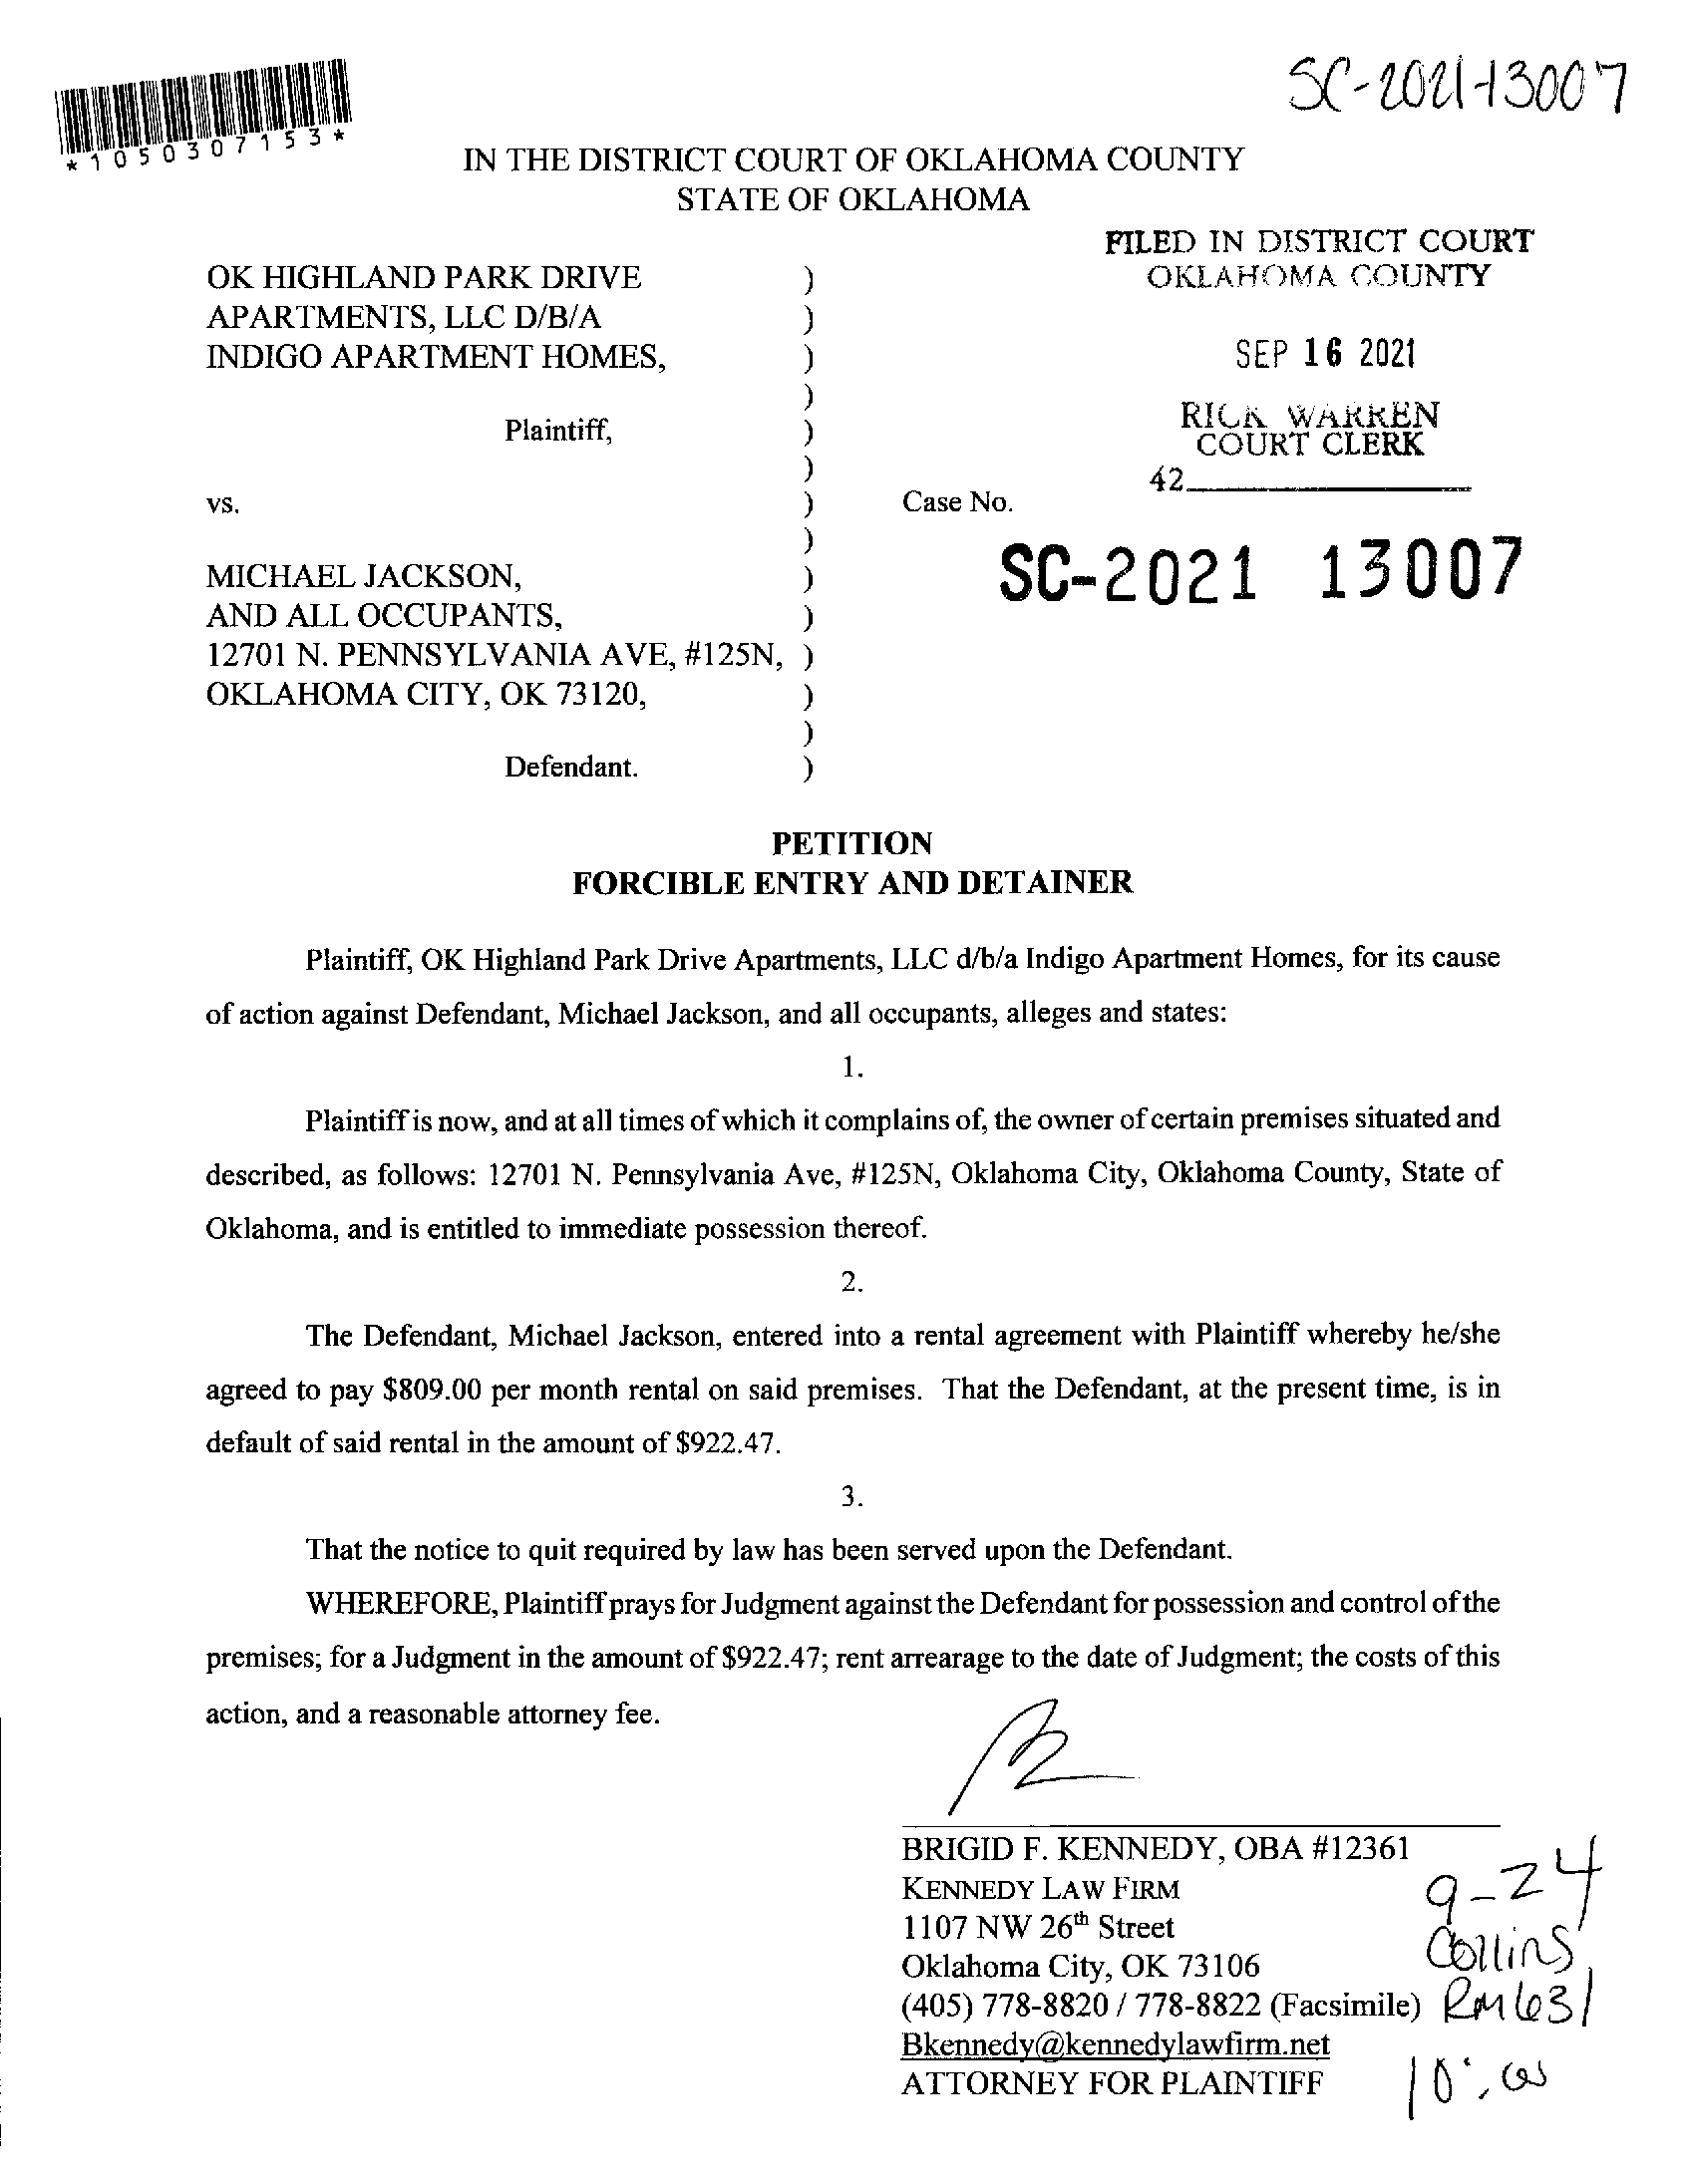 SC-2021-13007
*1050307153*
IN THE DISTRICT COURT OF OKLAHOMA COUNTY
STATE OF OKLAHOMA
FILED IN DISTRICT COURT
OKLAHOMA COUNTY
OK HIGHLAND PARK DRIVE )
APARTMENTS, LLC D/B/A )
INDIGO APARTMENT HOMES, )
SEP 16 2021
)
RICK WARREN
COURT CLERK
Plaintiff, )
)
42
vs. ) Case No.
)
SC-2021 13007
MICHAEL JACKSON, )
AND ALL OCCUPANTS, )
12701 N. PENNSYLVANIA AVE, #125N, )
OKLAHOMA CITY, OK 73120, )
)
Defendant. )
PETITION
FORCIBLE ENTRY AND DETAINER
Plaintiff, OK Highland Park Drive Apartments, LLC d/b/a Indigo Apartment Homes, for its cause
of action against Defendant, Michael Jackson, and all occupants, alleges and states:
1.
Plaintiff is now, and at all times of which it complains of, the owner of certain premises situated and
described, as follows: 12701 N. Pennsylvania Ave, #125N, Oklahoma City, Oklahoma County, State of
Oklahoma, and is entitled to immediate possession thereof.
2.
The Defendant, Michael Jackson, entered into a rental agreement with Plaintiff whereby he/she
agreed to pay $809.00 per month rental on said premises. That the Defendant, at the present time, is in
default of said rental in the amount of $922.47.
3.
That the notice to quit required by law has been served upon the Defendant.
WHEREFORE, Plaintiff prays for Judgment against the Defendant for possession and control of the
premises; for a Judgment in the amount of $922.47; rent arrearage to the date of Judgment; the costs of this
action, and a reasonable attorney fee.
BRIGID F. KENNEDY, OBA #12361
KENNEDY LAW FIRM
1107 NW 26th Street
Oklahoma City, OK 73106
(405) 778-8820 / 778-8822 (Facsimile)
Bkennedy@kennedylawfirm.net
ATTORNEY FOR PLAINTIFF
9-24
Collins
RM 631
10:00